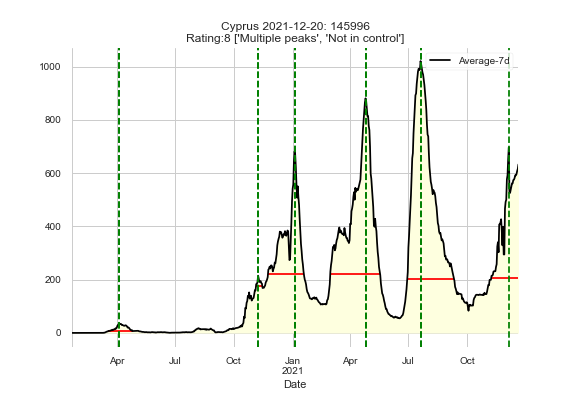 Cyprus 2021-12-20: 145996
Rating:8 ['Multiple peaks', 'Not in control']
Average-7d
1000
800
600
400
200
0
Apr Jul Oct Jan Apr Jul Oct
2021
Date